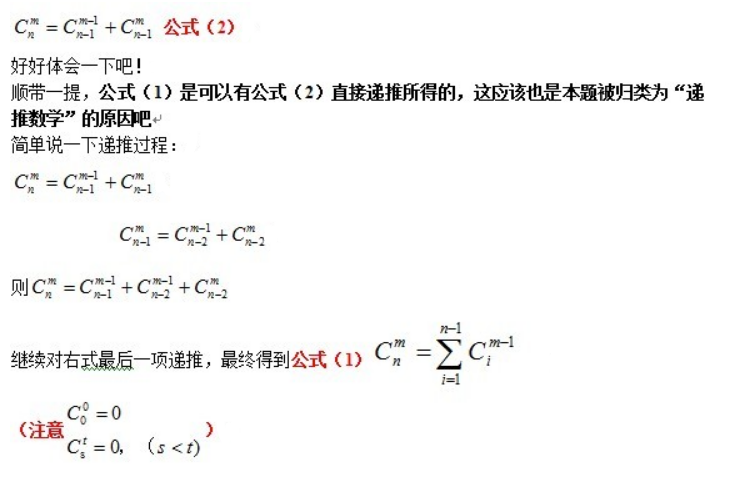 C_n^m = C_{n-1}^{m-1} + C_{n-1}^m 公式（2）
好好体会一下吧！
顺带一提，公式（1）是可以有公式（2）直接递推所得的，这应该也是本题被归类为“递
推数学”的原因吧↵
简单说一下递推过程：
C_n^m = C_{n-1}^{m-1} + C_{n-1}^m
C_{n-1}^m = C_{n-2}^{m-1} + C_{n-2}^m
则 C_n^m = C_{n-1}^{m-1} + C_{n-2}^{m-1} + C_{n-2}^m
继续对右式最后一项递推，最终得到公式（1） C_n^m = \sum_{i=1}^{n-1} C_i^{m-1}
（注意 C_0^0 = 0
C_s^t = 0, （s < t) ）